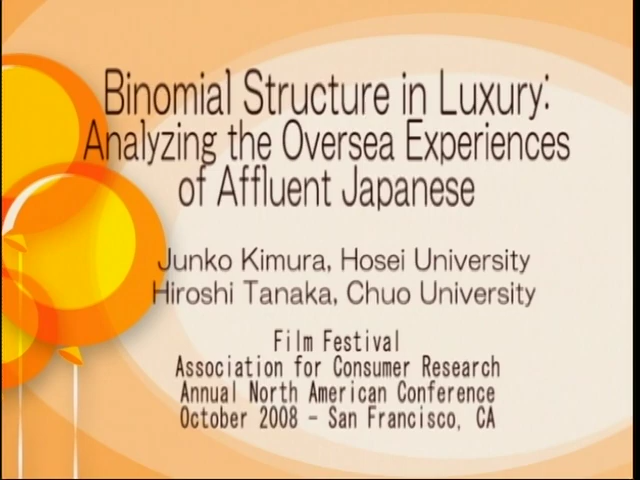 Binomial Structure in Luxury:
Analyzing the Oversea Experiences
of Affluent Japanese
Junko Kimura, Hosei University
Hiroshi Tanaka, Chuo University
Film Festival
Association for Consumer Research
Annual North American Conference
October 2008 - San Francisco, CA